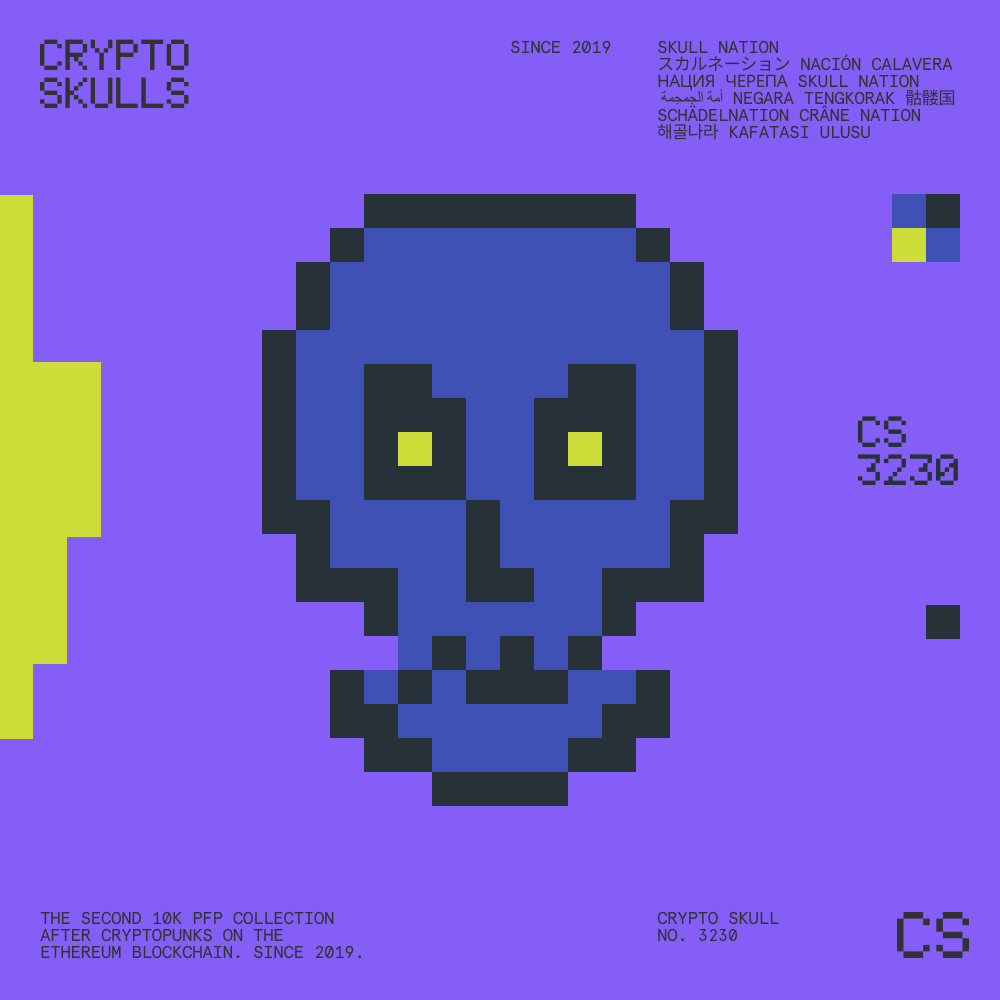 CRYPTO
SKULLS
SINCE 2019
SKULL NATION
スカルネーション NACIÓN CALAVERA
НАЦИЯ ЧЕРЕПА SKULL NATION
أمة الجمجمة NEGARA TENGKORAK 骷髅国
SCHÄDELNATION CRÂNE NATION
해골나라 KAFATASI ULUSU
CS
3230
THE SECOND 10K PFP COLLECTION
AFTER CRYPTOPUNKS ON THE
ETHEREUM BLOCKCHAIN. SINCE 2019.
CRYPTO SKULL
NO. 3230
CS